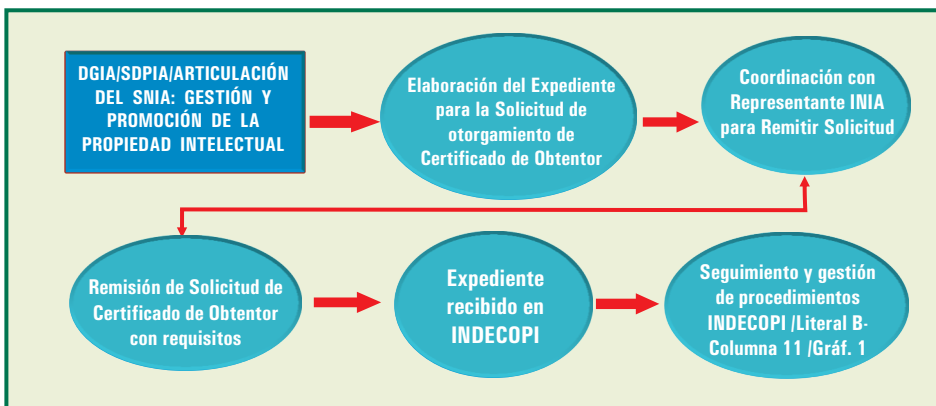 DGIA/SDPIA/ARTICULACIÓN
DEL SNIA: GESTIÓN Y
PROMOCIÓN DE LA
PROPIEDAD INTELECTUAL
Elaboración del Expediente
para la Solicitud de
otorgamiento de
Certificado de Obtentor
Coordinación con
Representante INIA
para Remitir Solicitud
Remisión de Solicitud de
Certificado de Obtentor
con requisitos
Expediente
recibido en
INDECOPI
Seguimiento y gestión
de procedimientos
INDECOPI /Literal B-
Columna 11 /Gráf. 1